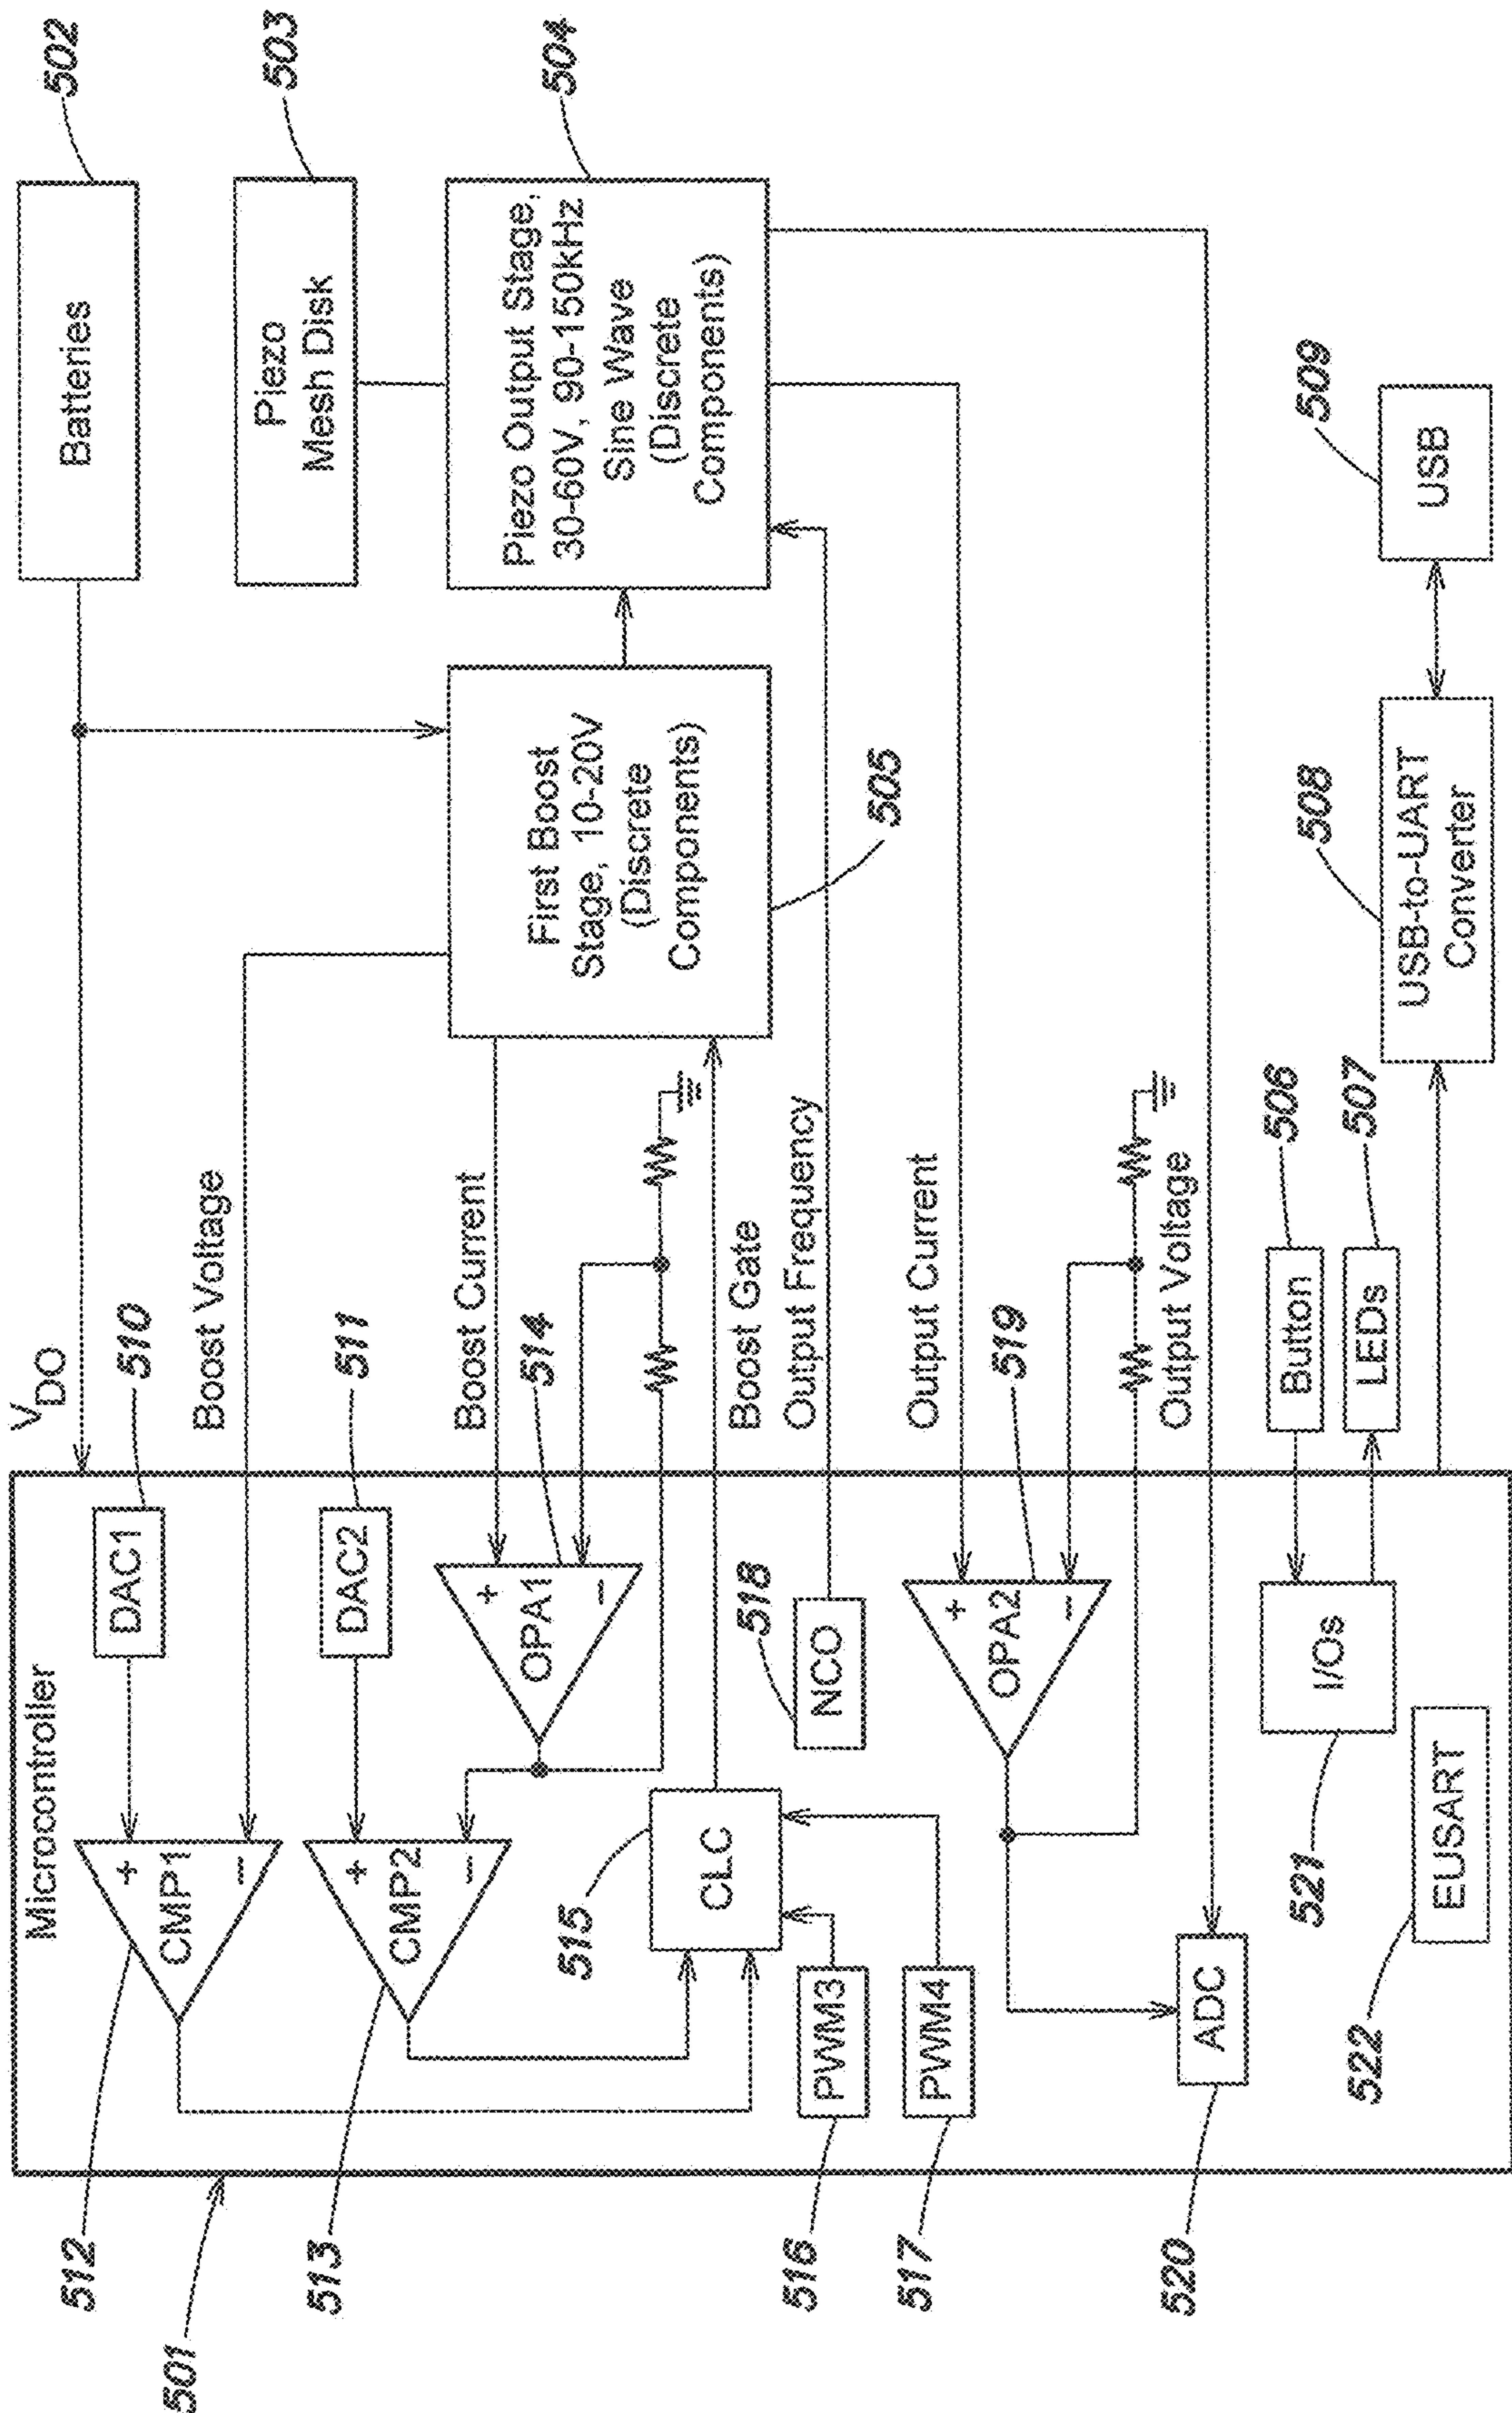 501
Microcontroller
512
CMP1
+
−
DAC1
510
V DO
Boost Voltage
Batteries
502
513
CMP2
+
−
DAC2
511
Boost Current
Piezo
Mesh Disk
503
OPA1
+
−
514
First Boost
Stage, 10-20V
(Discrete
Components)
505
Piezo Output Stage,
30-60V, 90-150kHz
Sine Wave
(Discrete
Components)
504
515
CLC
Boost Gate
Output Frequency
516
PWM3
NCO
518
517
PWM4
OPA2
+
−
519
Output Current
Output Voltage
520
ADC
I/Os
521
Button
506
LEDs
507
522
EUSART
USB-to-UART
Converter
508
USB
509